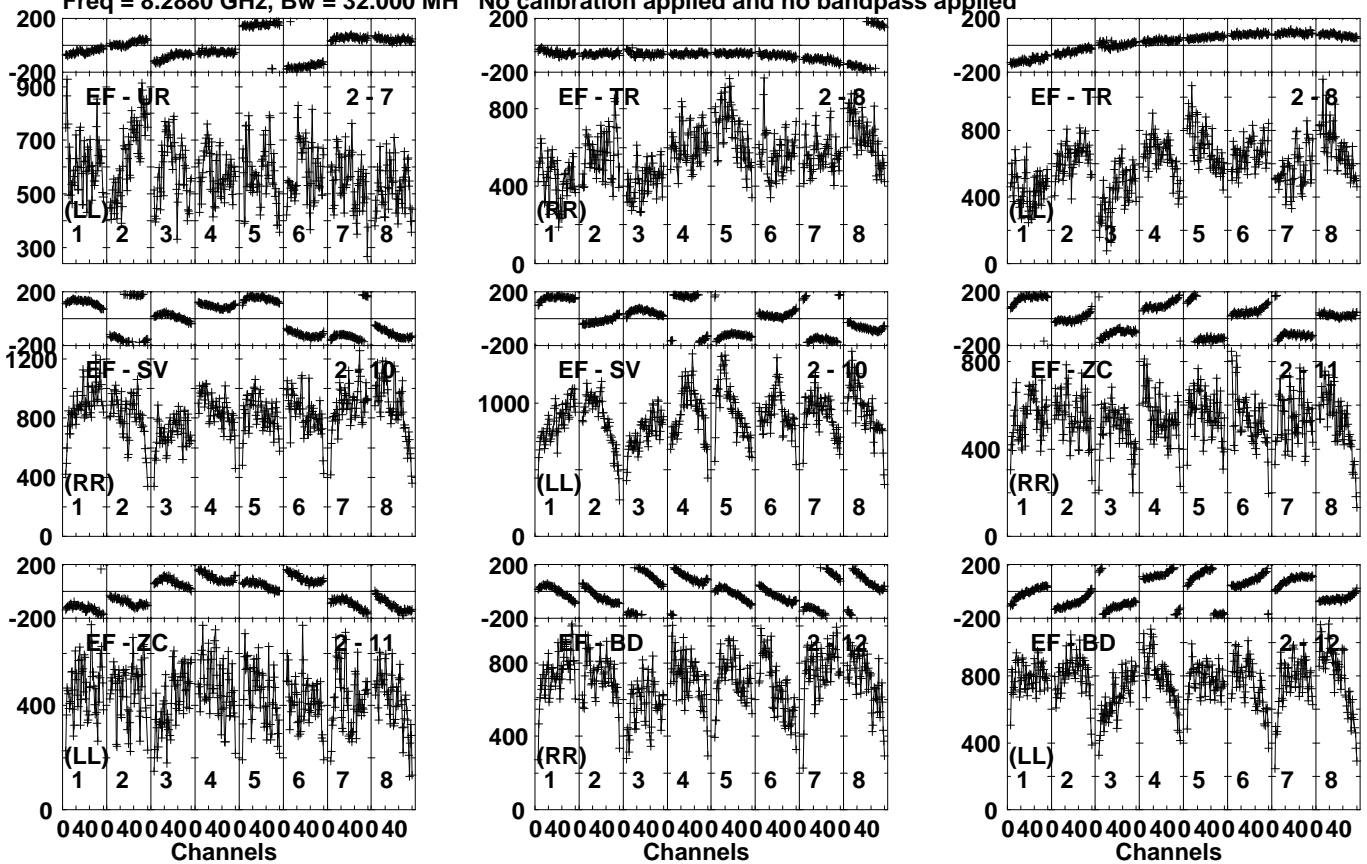 Freq = 8.2880 GHz, Bw = 32.000 MH No calibration applied and no bandpass applied
200
-200
900
700
500
300
EF - UR 2 - 7
(LL)
1 2 3 4 5 6 7 8
200
-200
800
400
0
EF - TR 2 - 8
(RR)
1 2 3 4 5 6 7 8
200
-200
800
400
0
EF - TR 2 - 8
(LL)
1 2 3 4 5 6 7 8
200
-200
1200
800
400
0
EF - SV 2 - 10
(RR)
1 2 3 4 5 6 7 8
200
-200
1000
0
EF - SV 2 - 10
(LL)
1 2 3 4 5 6 7 8
200
-200
800
400
0
EF - ZC 2 - 11
(RR)
1 2 3 4 5 6 7 8
200
-200
400
0
EF - ZC 2 - 11
(LL)
1 2 3 4 5 6 7 8
0 40 0 40 0 40 0 40 0 40 0 40 0 40 0 40
Channels
200
-200
800
400
0
EF - BD 2 - 12
(RR)
1 2 3 4 5 6 7 8
0 40 0 40 0 40 0 40 0 40 0 40 0 40 0 40
Channels
200
-200
800
400
0
EF - BD 2 - 12
(LL)
1 2 3 4 5 6 7 8
0 40 0 40 0 40 0 40 0 40 0 40 0 40 0 40
Channels